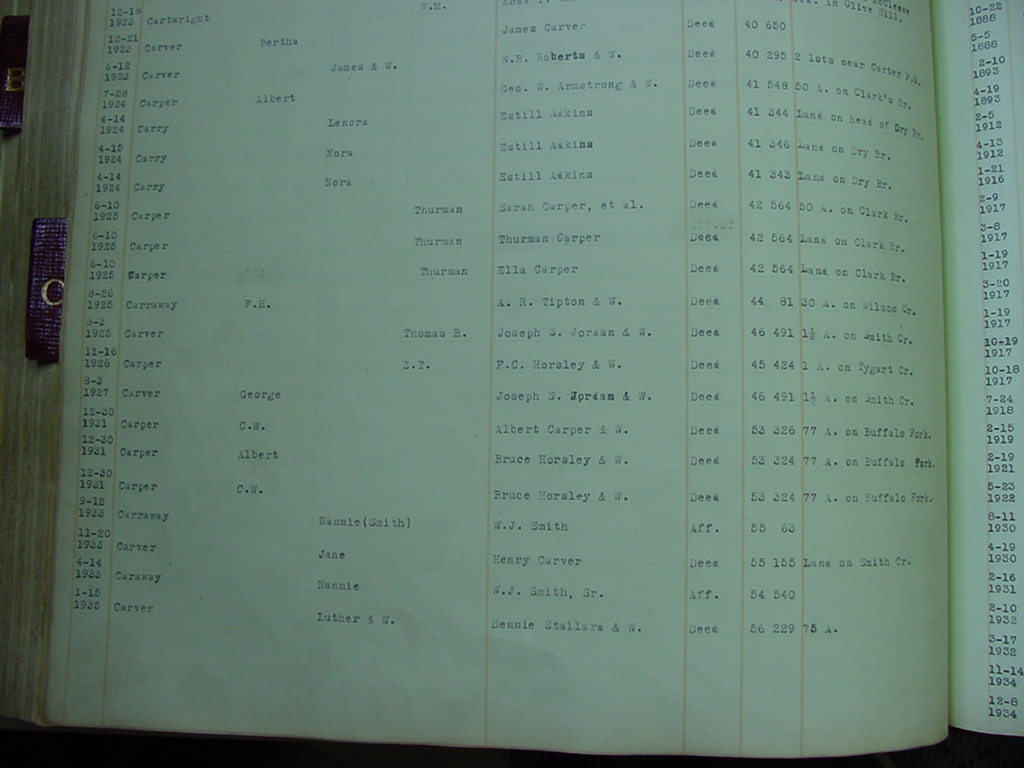 12-18 1923 Cartwright W.M. in Olive Hill.
12-21 1923 Carver Bertha James Carver Deed 40 650
6-12 1923 Carver James & W. W.B. Roberts & W. Deed 40 295 2 lots near Carter P.O.
7-28 1924 Carper Albert Geo. W. Armstrong & W. Deed 41 548 50 A. on Clark's Br.
4-14 1924 Carry Lenora Estill Adkins Deed 41 344 Land on head of Dry Br.
4-15 1924 Carry Nora Estill Adkins Deed 41 346 Land on Dry Br.
4-14 1924 Carry Nora Estill Adkins Deed 41 343 Land on Dry Br.
6-10 1925 Carper Thurman Sarah Carper, et al. Deed 42 564 50 A. on Clark Br.
6-10 1925 Carper Thurman Thurman Carper Deed 42 564 Land on Clark Br.
6-10 1925 Carper Thurman Ella Carper Deed 42 564 Land on Clark Br.
8-26 1925 Carraway F.H. A. R. Tipton & W. Deed 44 81 30 A. on Wilson Cr.
8-3 1925 Carver Thomas B. Joseph S. Jordan & W. Deed 46 491 1½ A. on Smith Cr.
11-16 1926 Carper Z.T. F.C. Horsley & W. Deed 45 424 1 A. on Tygart Cr.
8-3 1927 Carver George Joseph S. Jordan & W. Deed 46 491 1½ A. on Smith Cr.
12-30 1931 Carper C.W. Albert Carper & W. Deed 53 326 77 A. on Buffalo Fork.
12-30 1931 Carper Albert Bruce Horsley & W. Deed 53 324 77 A. on Buffalo Fork.
12-30 1931 Carper C.W. Bruce Horsley & W. Deed 53 324 77 A. on Buffalo Fork.
9-12 1933 Carraway Nannie(Smith) W.J. Smith Aff. 55 63
11-20 1933 Carver Jane Henry Carver Deed 55 155 Land on Smith Cr.
4-14 1933 Caraway Nannie W.J. Smith, Sr. Aff. 54 540
1-15 1935 Carver Luther & W. Dennie Stallard & W. Deed 56 229 75 A.
B
C
10-22 1888
5-5 1888
2-10 1893
4-19 1893
2-5 1912
4-13 1912
1-21 1916
2-9 1917
3-8 1917
1-19 1917
3-20 1917
1-19 1917
10-19 1917
10-18 1917
7-24 1918
2-15 1919
2-19 1921
5-23 1922
8-11 1930
4-19 1930
2-16 1931
2-10 1932
3-17 1932
11-14 1934
12-8 1934